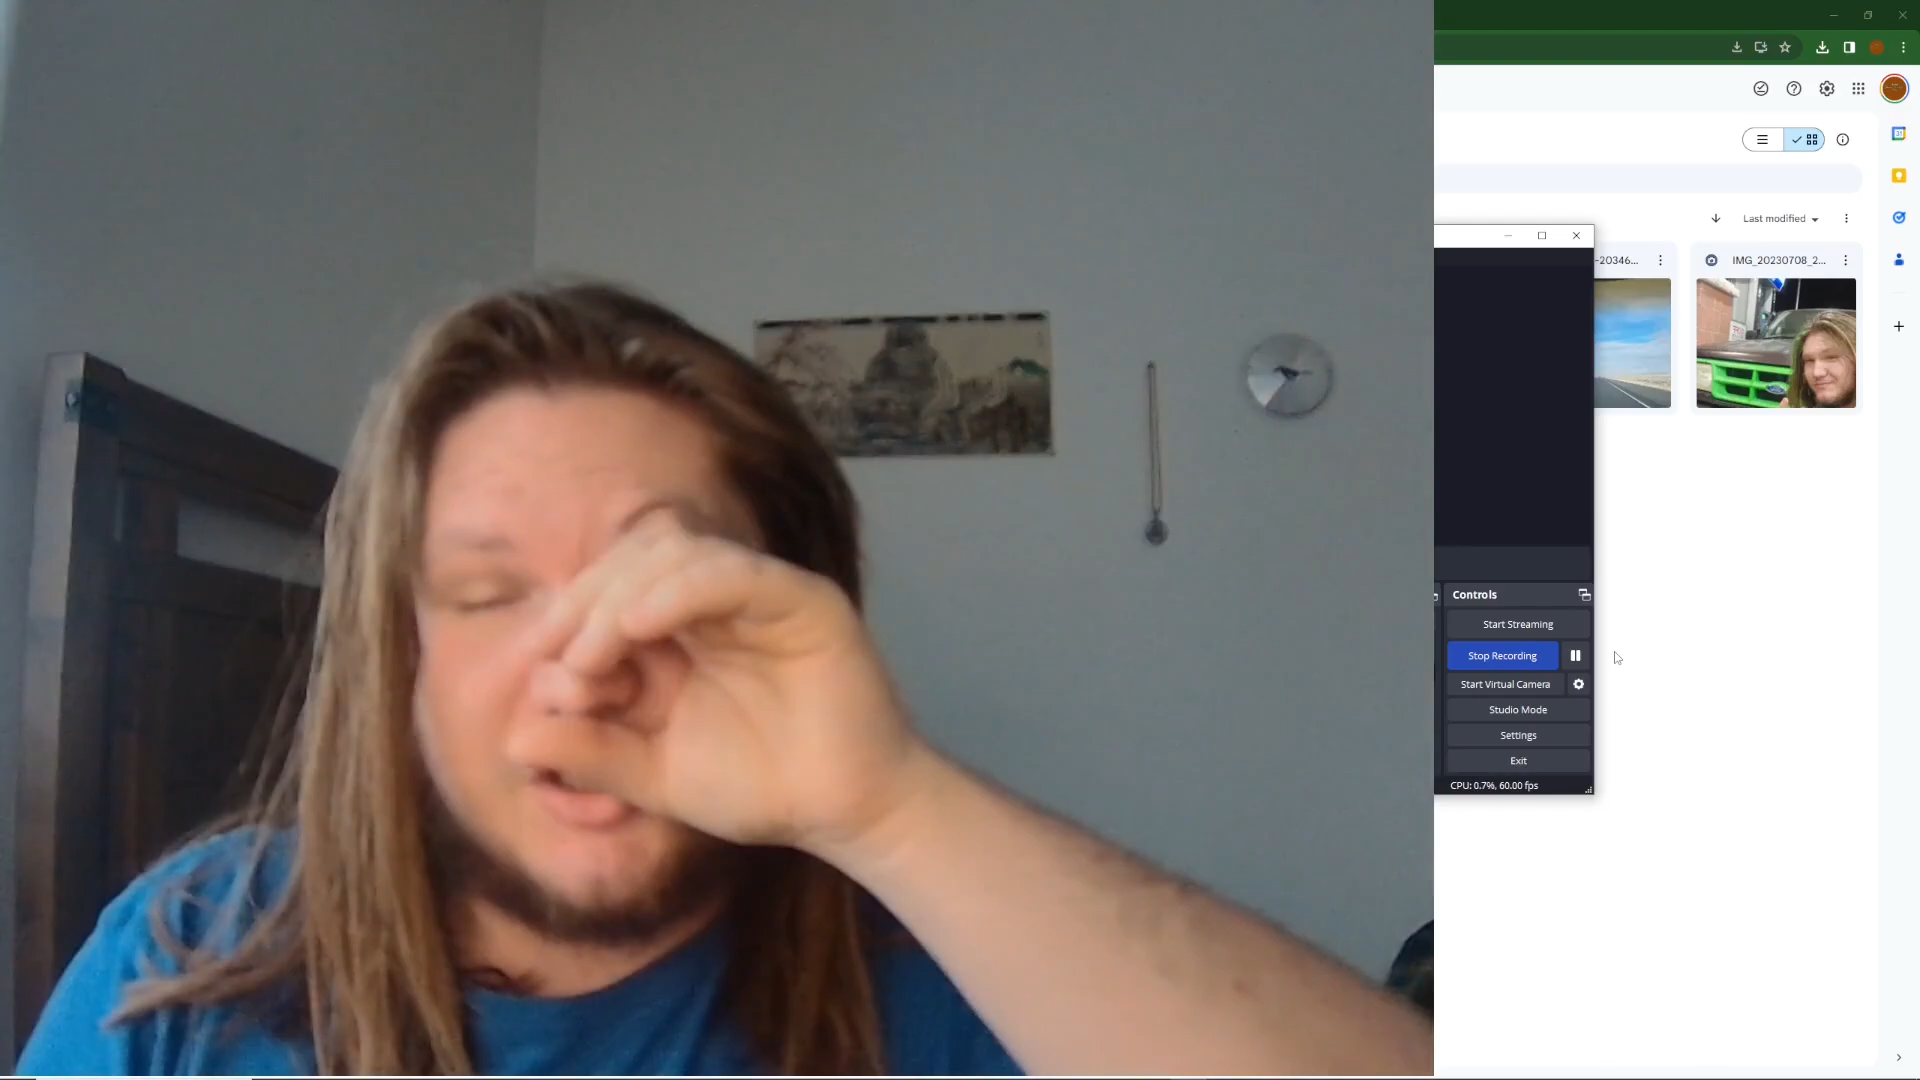 Last modified
-20346...
IMG_20230708_2...
Controls
Start Streaming
Stop Recording
Start Virtual Camera
Studio Mode
Settings
Exit
CPU: 0.7%, 60.00 fps